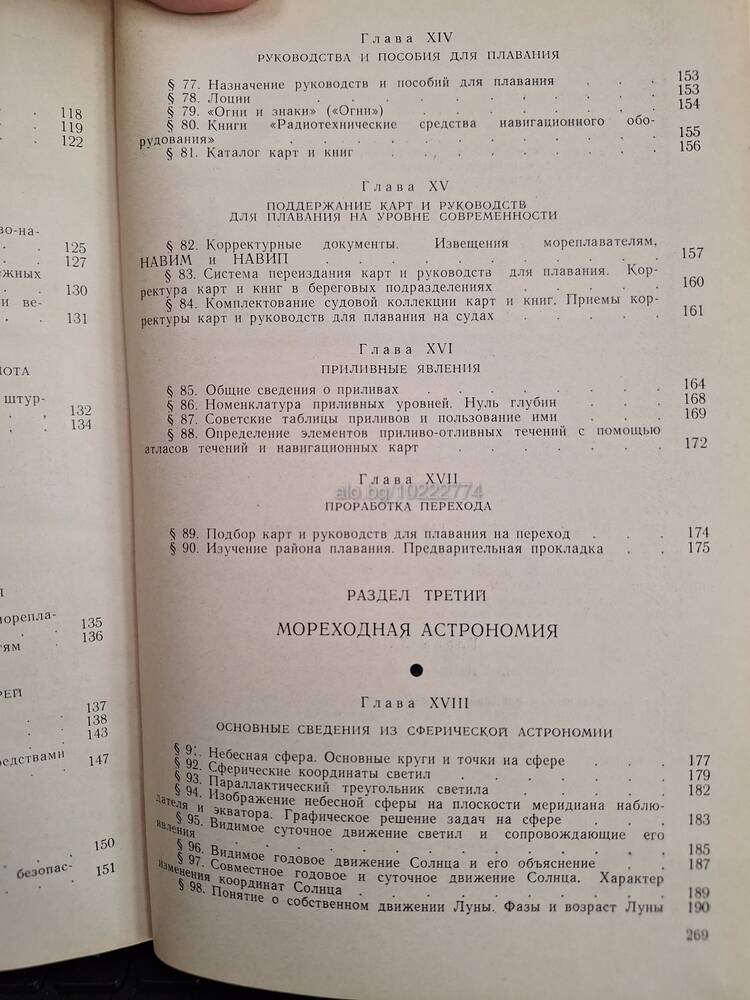 118
119
122
во-на-
125
127
ежных
130
и ве-
131
ЛОТА
штур-
132
134
морепла-
135
136
тям
РЕЙ
137
138
143
редствами
147
150
безопас-
151
Глава XIV
РУКОВОДСТВА И ПОСОБИЯ ДЛЯ ПЛАВАНИЯ
§ 77. Назначение руководств и пособий для плавания . . . 153
§ 78. Лоции . . . . . . . . . . 153
§ 79. «Огни и знаки» («Огни») . . . . . . . 154
§ 80. Книги «Радиотехнические средства навигационного обо-
рудования» . . . . . . . . . . . 155
§ 81. Каталог карт и книг . . . . . . . . 156
Глава XV
ПОДДЕРЖАНИЕ КАРТ И РУКОВОДСТВ
ДЛЯ ПЛАВАНИЯ НА УРОВНЕ СОВРЕМЕННОСТИ
§ 82. Корректурные документы. Извещения мореплавателям,
НАВИМ и НАВИП . . . . . . . . . 157
§ 83. Система переиздания карт и руководств для плавания. Кор-
ректура карт и книг в береговых подразделениях . . . . . 160
§ 84. Комплектование судовой коллекции карт и книг. Приемы кор-
ректуры карт и руководств для плавания на судах . . . . . 161
Глава XVI
ПРИЛИВНЫЕ ЯВЛЕНИЯ
§ 85. Общие сведения о приливах . . . . . . . 164
§ 86. Номенклатура приливных уровней. Нуль глубин . . . 168
§ 87. Советские таблицы приливов и пользование ими . . . 169
§ 88. Определение элементов приливо-отливных течений с помощью
атласов течений и навигационных карт . . . . . . 172
Глава XVII
alo.bg/10222774
ПРОРАБОТКА ПЕРЕХОДА
§ 89. Подбор карт и руководств для плавания на переход . . . 174
§ 90. Изучение района плавания. Предварительная прокладка . . 175
РАЗДЕЛ ТРЕТИЙ
МОРЕХОДНАЯ АСТРОНОМИЯ
Глава XVIII
ОСНОВНЫЕ СВЕДЕНИЯ ИЗ СФЕРИЧЕСКОЙ АСТРОНОМИИ
§ 9;. Небесная сфера. Основные круги и точки на сфере . . . 177
§ 92. Сферические координаты светил . . . . . . 179
§ 93. Параллактический треугольник светила . . . . . 182
§ 94. Изображение небесной сферы на плоскости меридиана наблю-
дателя и экватора. Графическое решение задач на сфере . . . 183
§ 95. Видимое суточное движение светил и сопровождающие его
явления . . . . . . . . . . . 185
§ 96. Видимое годовое движение Солнца и его объяснение . . . 187
§ 97. Совместное годовое и суточное движение Солнца. Характер
изменения координат Солнца . . . . . . . . 189
§ 98. Понятие о собственном движении Луны. Фазы и возраст Луны 190
269